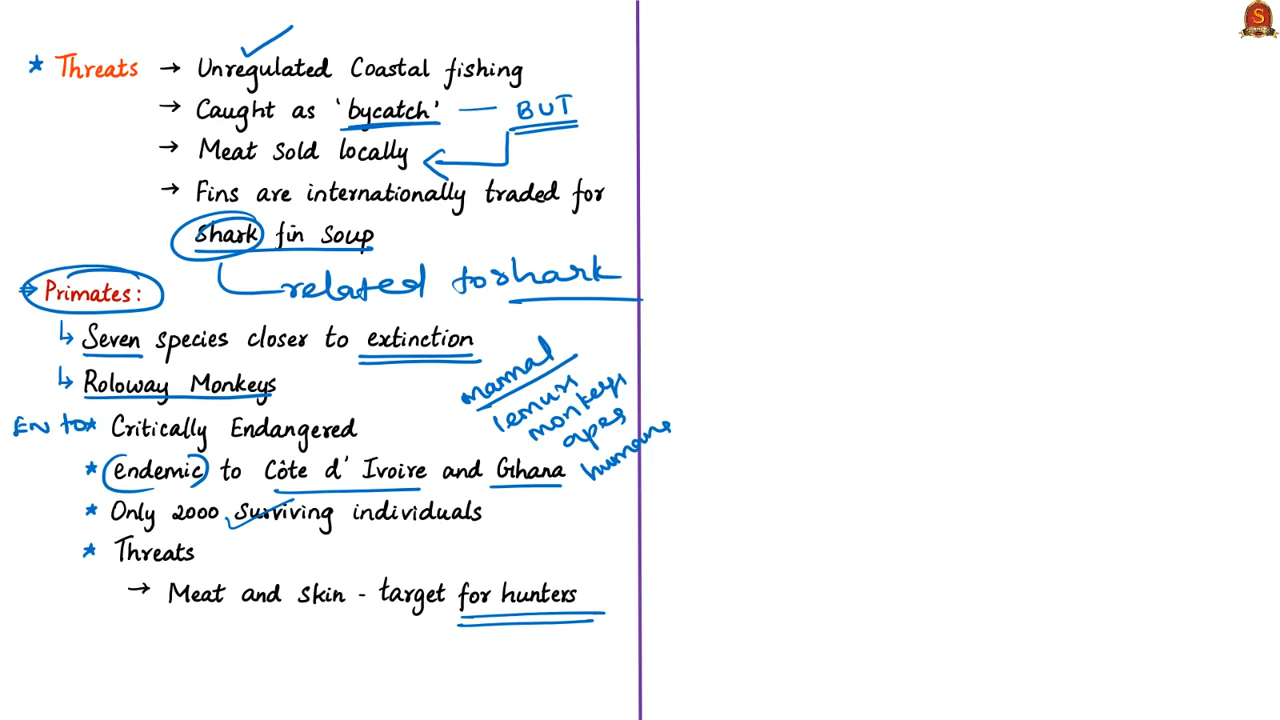 * Threats → Unregulated Coastal fishing
→ Caught as 'bycatch' — BUT
→ Meat sold locally
→ Fins are internationally traded for
shark fin soup
related to shark
Primates:
↳ Seven species closer to extinction
↳ Roloway Monkeys
mammal
lemurs
monkeys
apes
humans
EN to * Critically Endangered
* Endemic to Côte d' Ivoire and Ghana
* Only 2000 surviving individuals
* Threats
→ Meat and skin - target for hunters
S